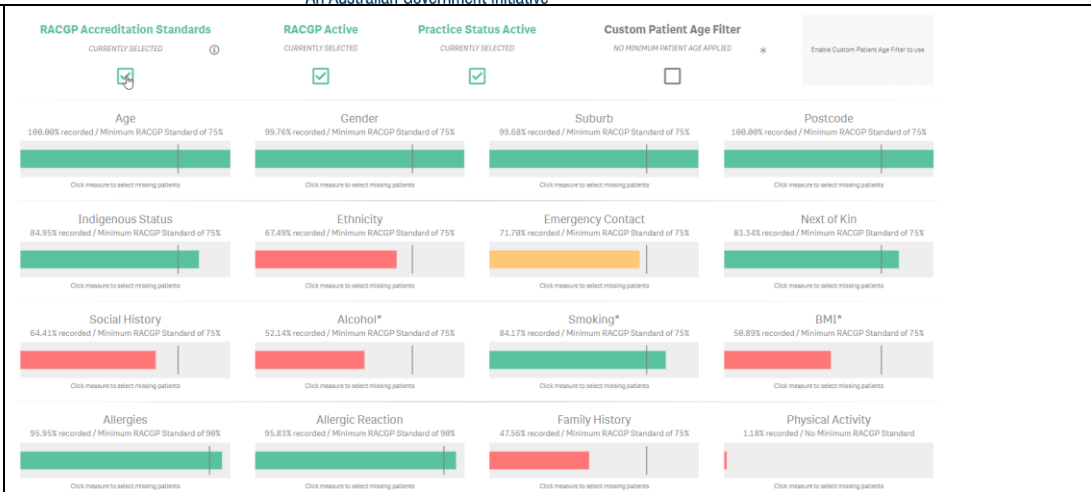 An Australian Government Initiative
RACGP Accreditation Standards RACGP Active Practice Status Active Custom Patient Age Filter
CURRENTLY SELECTED CURRENTLY SELECTED CURRENTLY SELECTED NO MINIMUM PATIENT AGE APPLIED * Enable Custom Patient Age Filter to use
Age Gender Suburb Postcode
100.00% recorded / Minimum RACGP Standard of 75% 99.76% recorded / Minimum RACGP Standard of 75% 99.68% recorded / Minimum RACGP Standard of 75% 100.00% recorded / Minimum RACGP Standard of 75%
Click measure to select missing patients Click measure to select missing patients Click measure to select missing patients Click measure to select missing patients
Indigenous Status Ethnicity Emergency Contact Next of Kin
84.95% recorded / Minimum RACGP Standard of 75% 67.49% recorded / Minimum RACGP Standard of 75% 71.70% recorded / Minimum RACGP Standard of 75% 83.34% recorded / Minimum RACGP Standard of 75%
Click measure to select missing patients Click measure to select missing patients Click measure to select missing patients Click measure to select missing patients
Social History Alcohol* Smoking* BMI*
64.41% recorded / Minimum RACGP Standard of 75% 52.14% recorded / Minimum RACGP Standard of 75% 84.17% recorded / Minimum RACGP Standard of 75% 50.89% recorded / Minimum RACGP Standard of 75%
Click measure to select missing patients Click measure to select missing patients Click measure to select missing patients Click measure to select missing patients
Allergies Allergic Reaction Family History Physical Activity
95.95% recorded / Minimum RACGP Standard of 90% 95.83% recorded / Minimum RACGP Standard of 90% 47.56% recorded / Minimum RACGP Standard of 75% 1.18% recorded / No Minimum RACGP Standard
Click measure to select missing patients Click measure to select missing patients Click measure to select missing patients Click measure to select missing patients